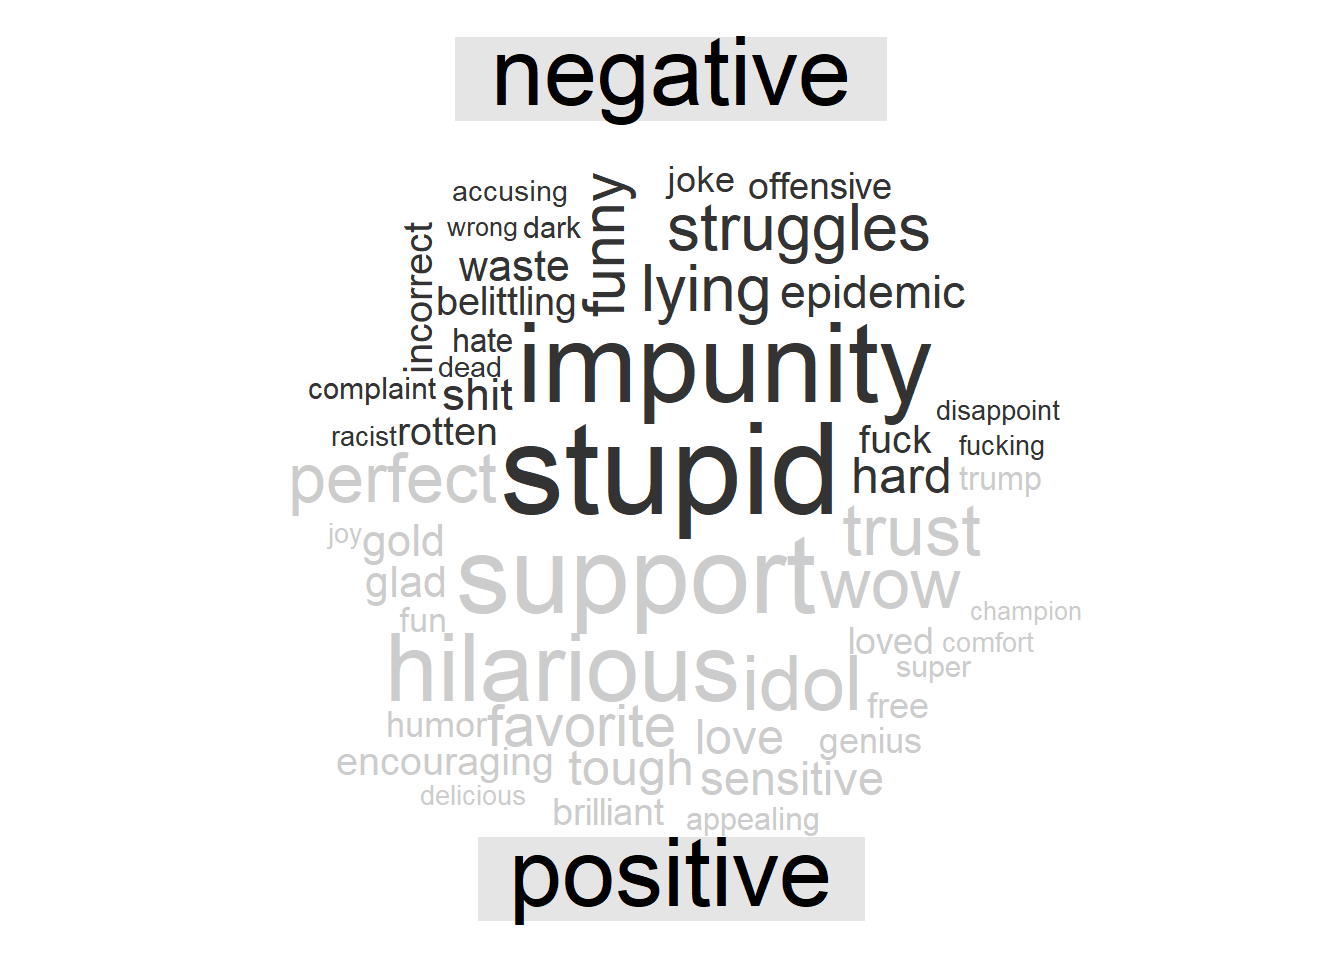 negative
accusing
funny
joke
offensive
wrong
dark
struggles
incorrect
waste
belittling
lying
epidemic
hate
impunity
dead
complaint
shit
disappoint
racist
rotten
stupid
fuck
fucking
perfect
hard
trump
joy
gold
support
trust
glad
wow
fun
champion
hilarious
idol
loved
comfort
super
humor
favorite
love
free
genius
encouraging
tough
sensitive
delicious
brilliant
appealing
positive